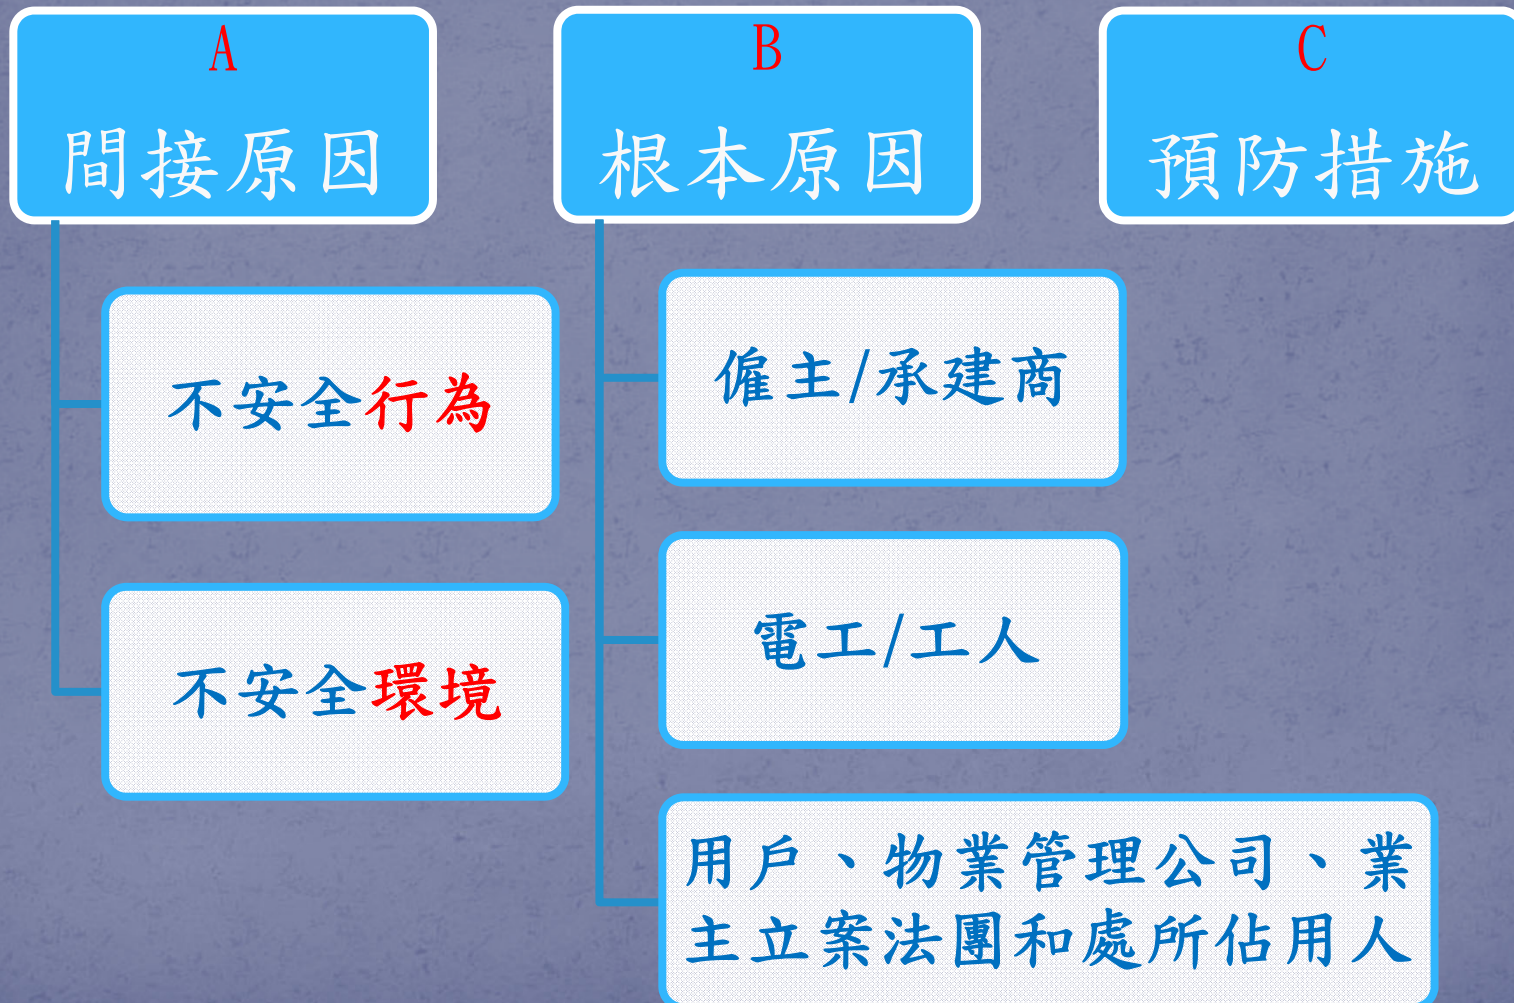 A
間接原因
不安全行為
不安全環境
B
根本原因
僱主/承建商
電工/工人
用戶、物業管理公司、業
主立案法團和處所佔用人
C
預防措施